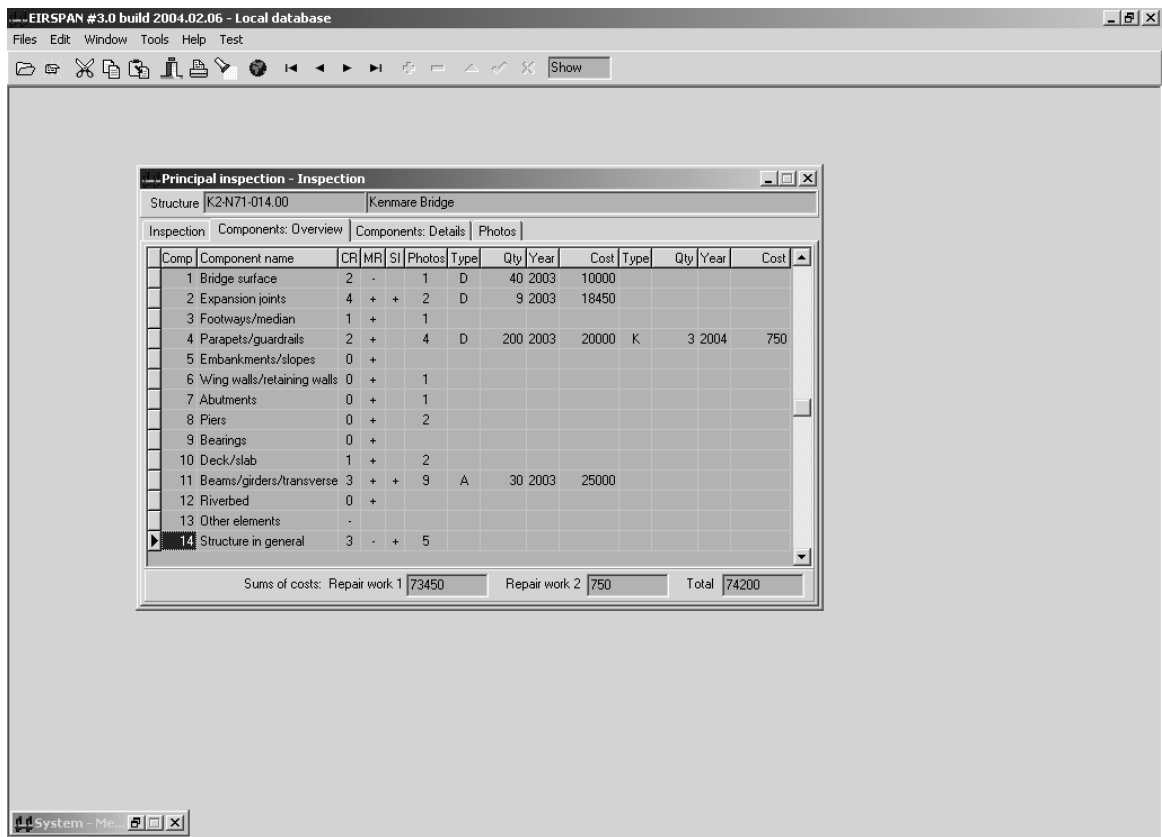 EIRSPAN #3.0 build 2004.02.06 - Local database
Files Edit Window Tools Help Test
Show
Principal inspection - Inspection
Structure K2-N71-014.00 Kenmare Bridge
Inspection Components: Overview Components: Details Photos
Comp Component name CR MR SI Photos Type Qty Year Cost Type Qty Year Cost
1 Bridge surface 2 - 1 D 40 2003 10000
2 Expansion joints 4 + + 2 D 9 2003 18450
3 Footways/median 1 + 1
4 Parapets/guardrails 2 + 4 D 200 2003 20000 K 3 2004 750
5 Embankments/slopes 0 +
6 Wing walls/retaining walls 0 + 1
7 Abutments 0 + 1
8 Piers 0 + 2
9 Bearings 0 +
10 Deck/slab 1 + 2
11 Beams/girders/transverse 3 + + 9 A 30 2003 25000
12 Riverbed 0 +
13 Other elements -
14 Structure in general 3 - + 5
Sums of costs: Repair work 1 73450 Repair work 2 750 Total 74200
System - Me...